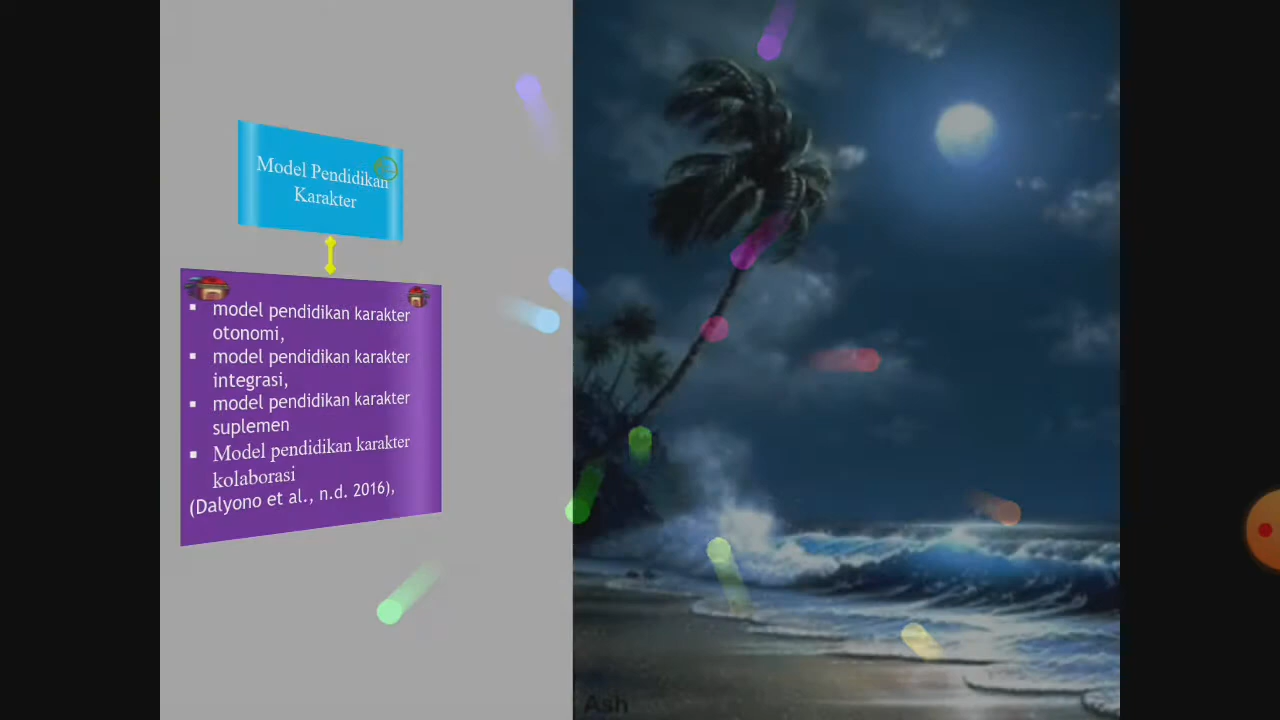 Model Pendidikan
Karakter
model pendidikan karakter
otonomi,
model pendidikan karakter
integrasi,
model pendidikan karakter
suplemen
Model pendidikan karakter
kolaborasi
(Dalyono et al., n.d. 2016),
Ash